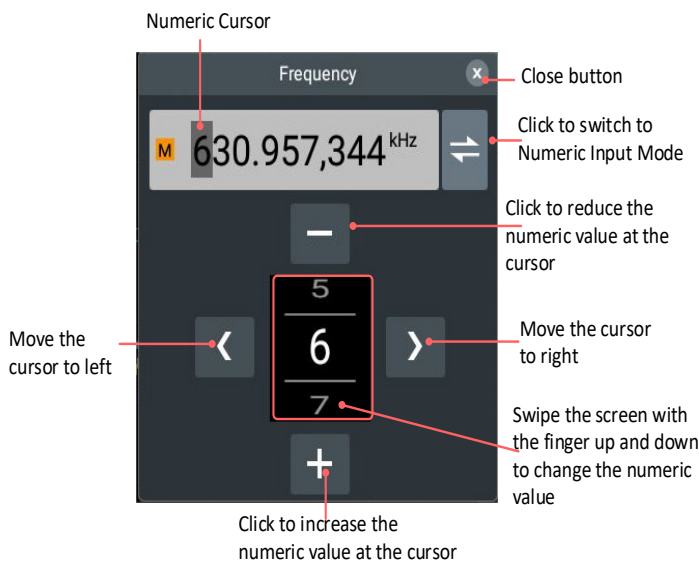 Numeric Cursor
Frequency
x
Close button
M 630.957,344 kHz
Click to switch to
Numeric Input Mode
Click to reduce the
numeric value at the
cursor
5
6
7
Move the
cursor to left
Move the cursor
to right
Swipe the screen with
the finger up and down
to change the numeric
value
Click to increase the
numeric value at the cursor